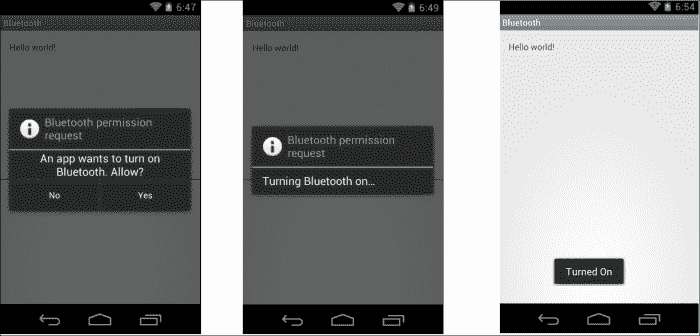 6:47
Bluetooth
Hello world!
Bluetooth permission
request
An app wants to turn on
Bluetooth. Allow?
No Yes
6:49
Bluetooth
Hello world!
Bluetooth permission
request
Turning Bluetooth on...
6:54
Bluetooth
Hello world!
Turned On